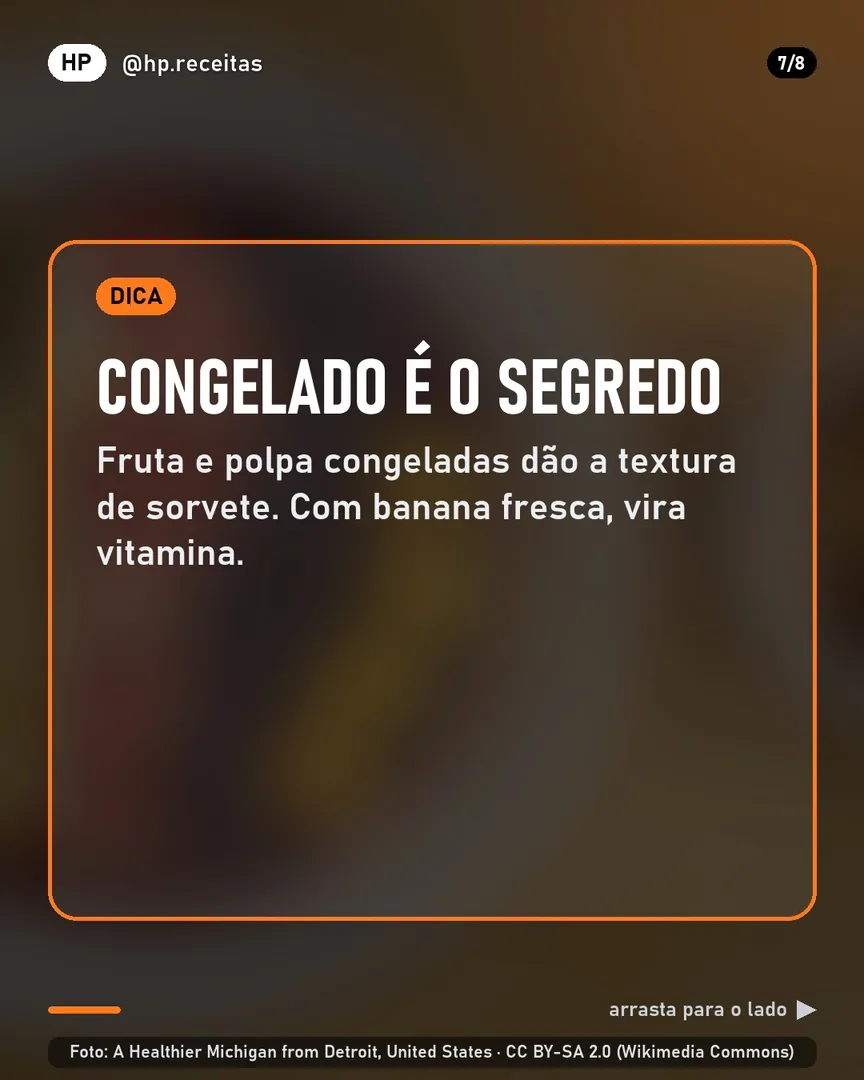 HP @hp.receitas 7/8
DICA
CONGELADO É O SEGREDO
Fruta e polpa congeladas dão a textura
de sorvete. Com banana fresca, vira
vitamina.
arrasta para o lado ▶
Foto: A Healthier Michigan from Detroit, United States · CC BY-SA 2.0 (Wikimedia Commons)